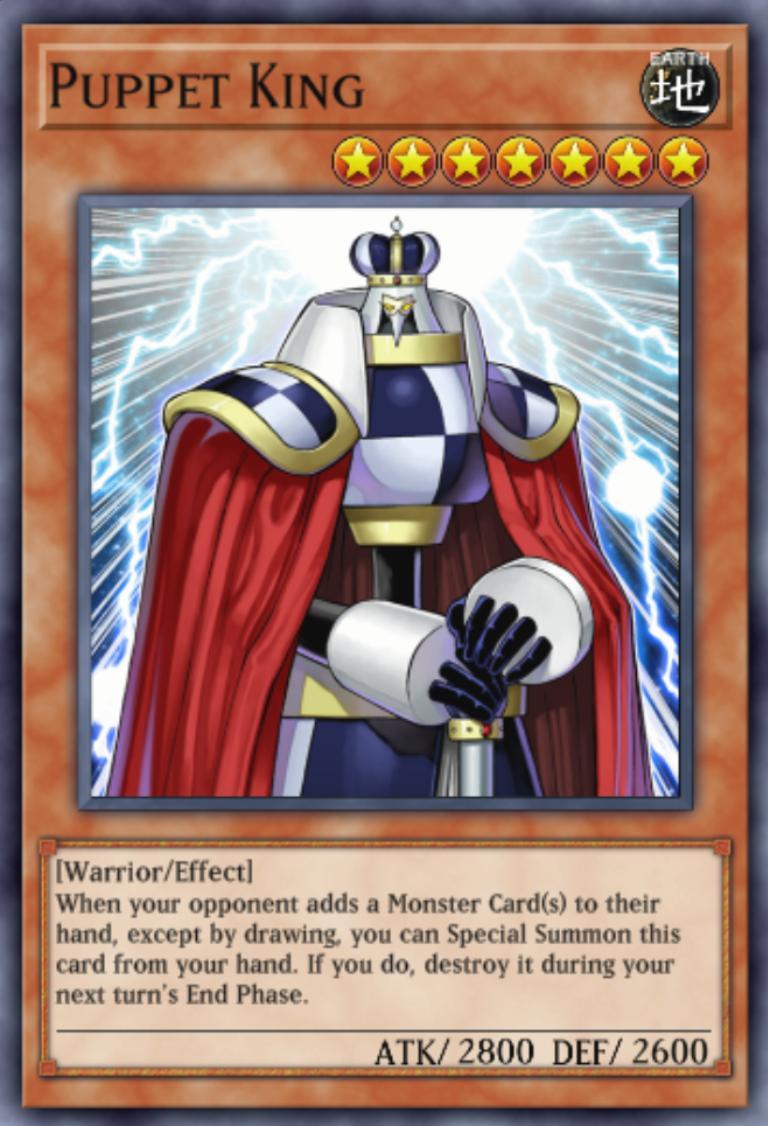 Puppet King
EARTH
地
[Warrior/Effect]
When your opponent adds a Monster Card(s) to their
hand, except by drawing, you can Special Summon this
card from your hand. If you do, destroy it during your
next turn's End Phase.
ATK/ 2800 DEF/ 2600